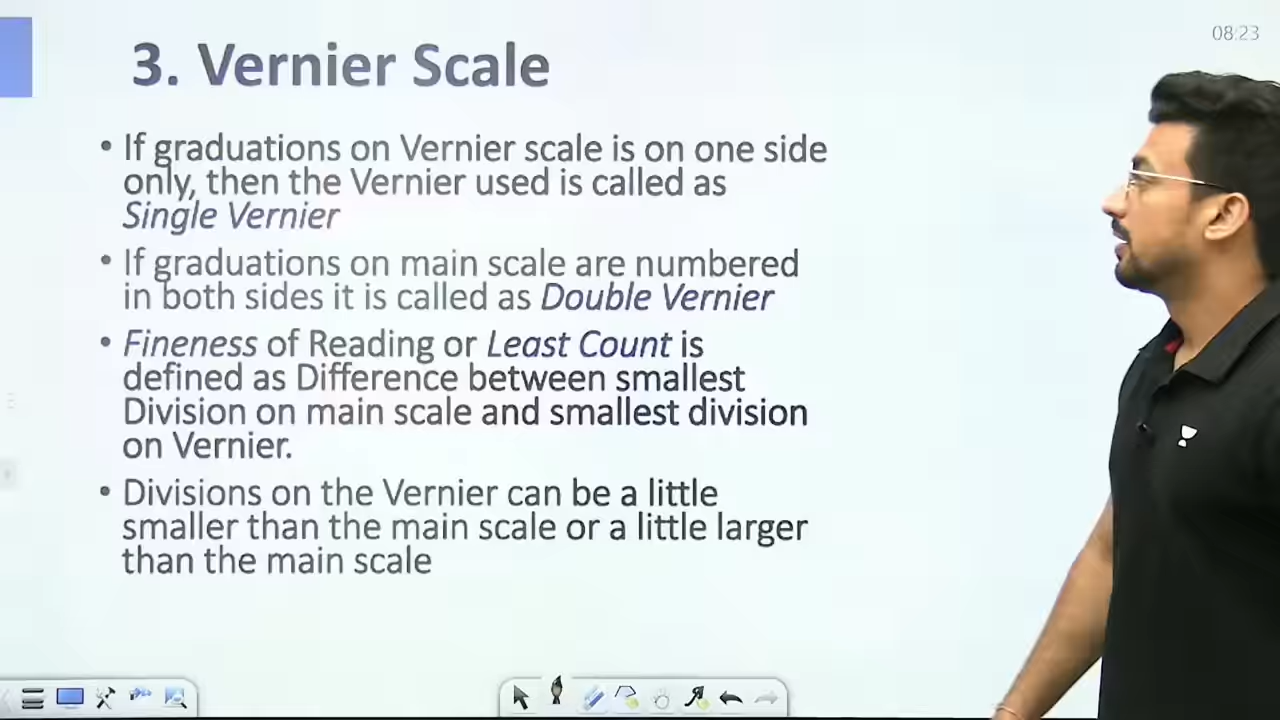 08:23
3. Vernier Scale
• If graduations on Vernier scale is on one side
only, then the Vernier used is called as
Single Vernier
• If graduations on main scale are numbered
in both sides it is called as Double Vernier
• Fineness of Reading or Least Count is
defined as Difference between smallest
Division on main scale and smallest division
on Vernier.
• Divisions on the Vernier can be a little
smaller than the main scale or a little larger
than the main scale